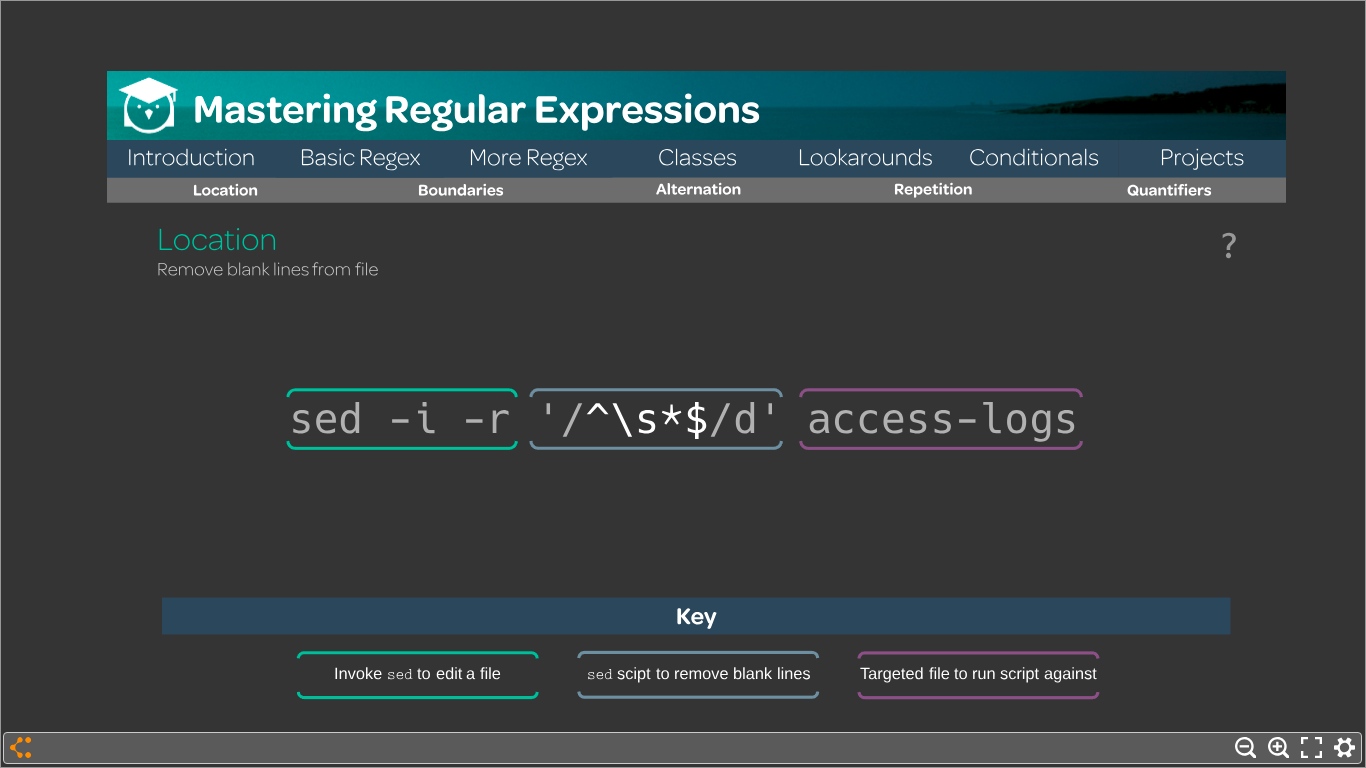 Mastering Regular Expressions
Introduction Basic Regex More Regex Classes Lookarounds Conditionals Projects
Location Boundaries Alternation Repetition Quantifiers
Location
?
Remove blank lines from file
sed -i -r '/^\s*$/d' access-logs
Key
Invoke sed to edit a file sed scipt to remove blank lines Targeted file to run script against